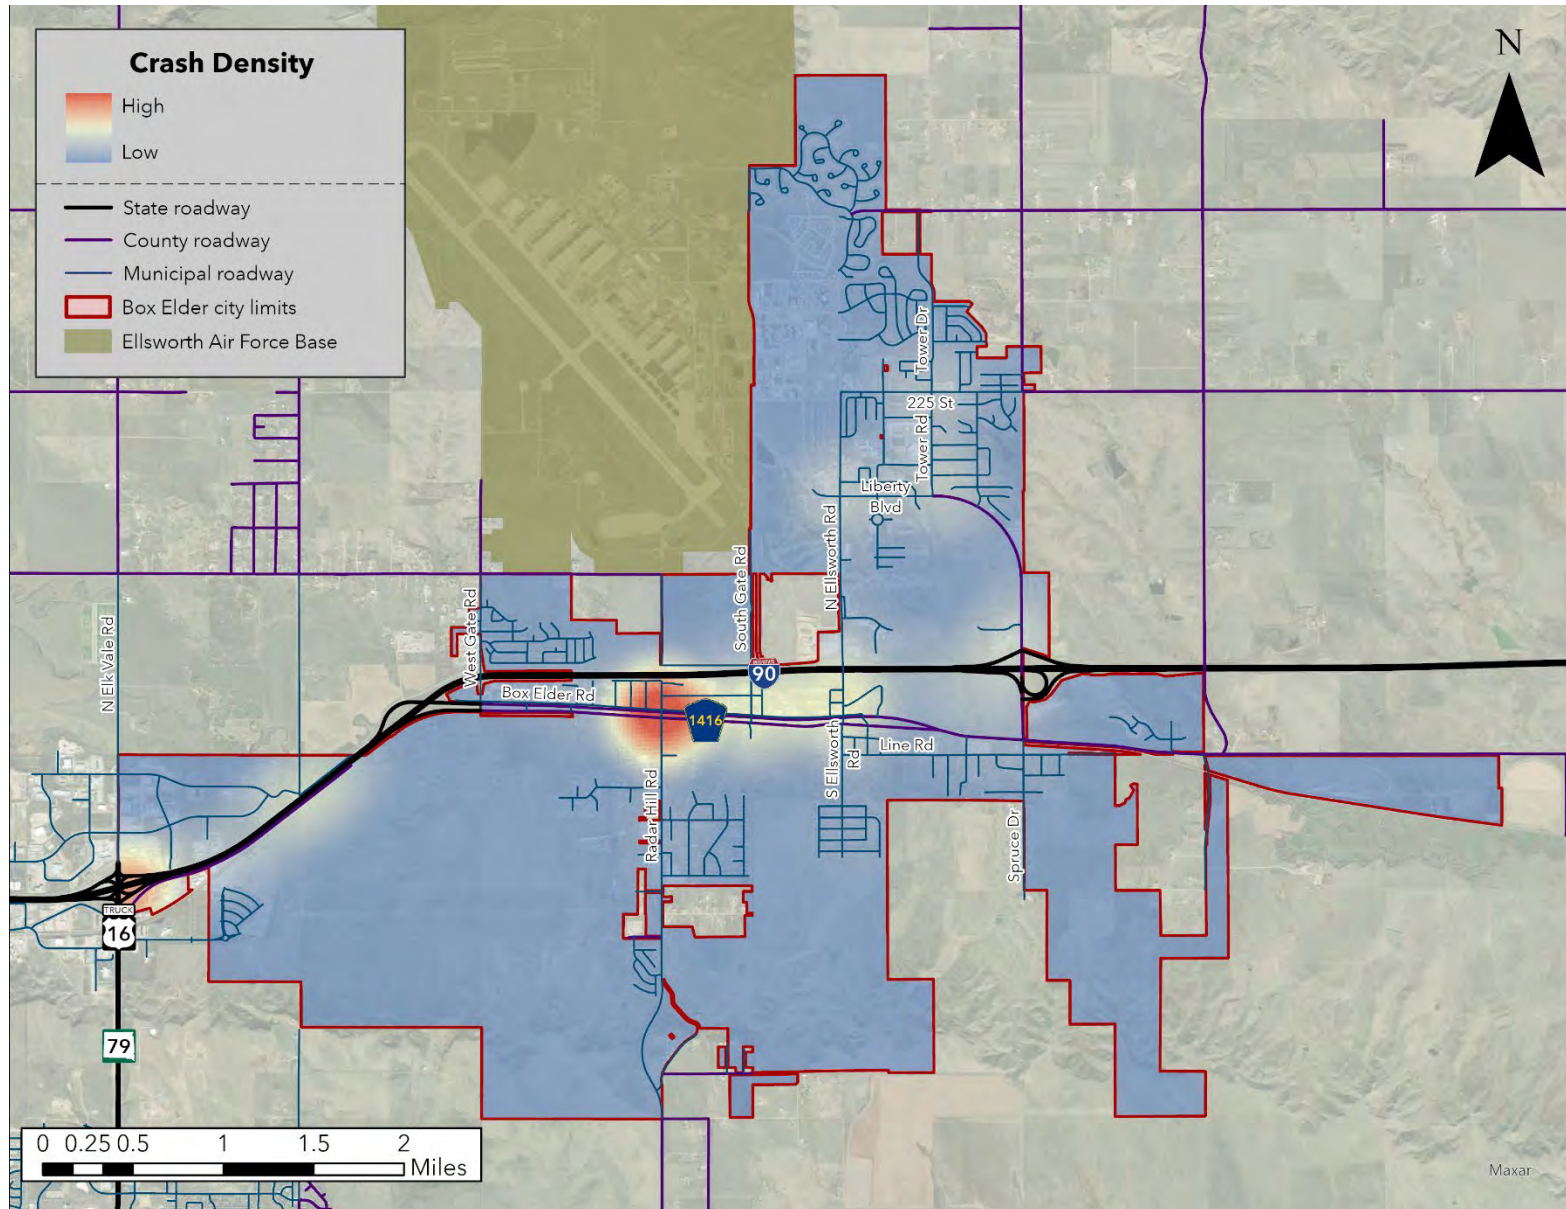 Crash Density
High
Low
State roadway
County roadway
Municipal roadway
Box Elder city limits
Ellsworth Air Force Base
N
Tower Dr
225 St
Tower Rd
Liberty
Blvd
N Ellsworth Rd
South Gate Rd
West Gate Rd
N Elk Vale Rd
90
Box Elder Rd
1416
S Ellsworth
Rd
Line Rd
Radar Hill Rd
Spruce Dr
TRUCK
16
79
0 0.25 0.5 1 1.5 2
Miles
Maxar